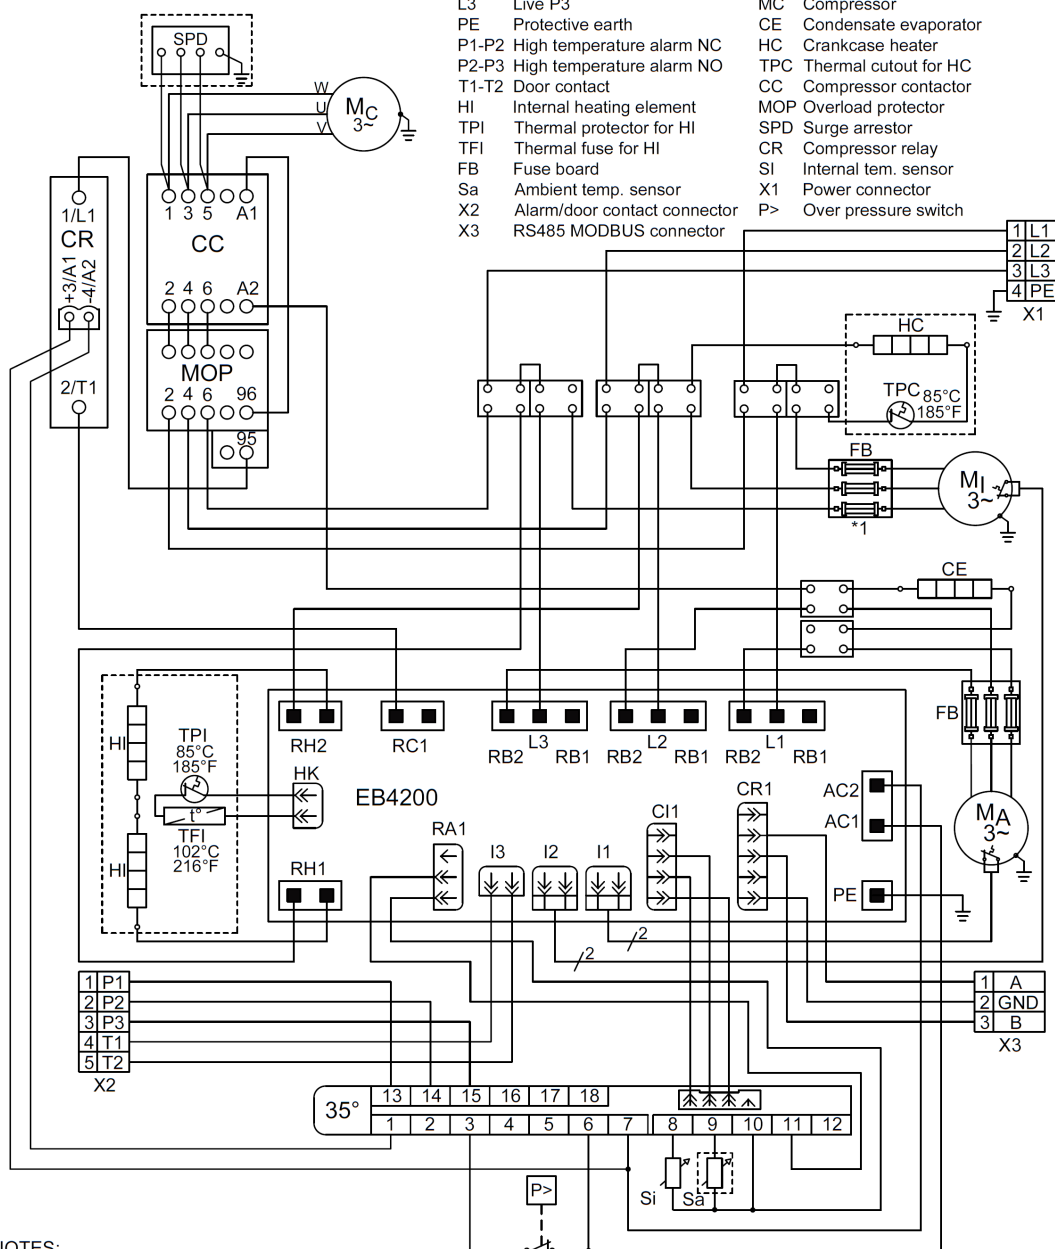 L3 Live P3
PE Protective earth
P1-P2 High temperature alarm NC
P2-P3 High temperature alarm NO
T1-T2 Door contact
HI Internal heating element
TPI Thermal protector for HI
TFI Thermal fuse for HI
FB Fuse board
Sa Ambient temp. sensor
X2 Alarm/door contact connector
X3 RS485 MODBUS connector
MC Compressor
CE Condensate evaporator
HC Crankcase heater
TPC Thermal cutout for HC
CC Compressor contactor
MOP Overload protector
SPD Surge arrestor
CR Compressor relay
SI Internal tem. sensor
X1 Power connector
P> Over pressure switch
SPD
W
U
V
MC
3~
1/L1
CR
+3/A1
-4/A2
2/T1
1 3 5 A1
CC
2 4 6 A2
MOP
2 4 6 96
95
1 L1
2 L2
3 L3
4 PE
X1
HC
TPC 85°C
185°F
FB
*1
MI
3~
CE
FB
MA
3~
HI
TPI
85°C
185°F
t°
TFI
102°C
216°F
HI
RH2
RC1
RB2 L3 RB1
RB2 L2 RB1
RB2 L1 RB1
HK
EB4200
RA1
I3
I2
I1
CI1
CR1
AC2
AC1
PE
RH1
2
2
1 P1
2 P2
3 P3
4 T1
5 T2
X2
1 A
2 GND
3 B
X3
35°
13 14 15 16 17 18
1 2 3 4 5 6 7 8 9 10 11 12
Si
Sa
P>
NOTES: